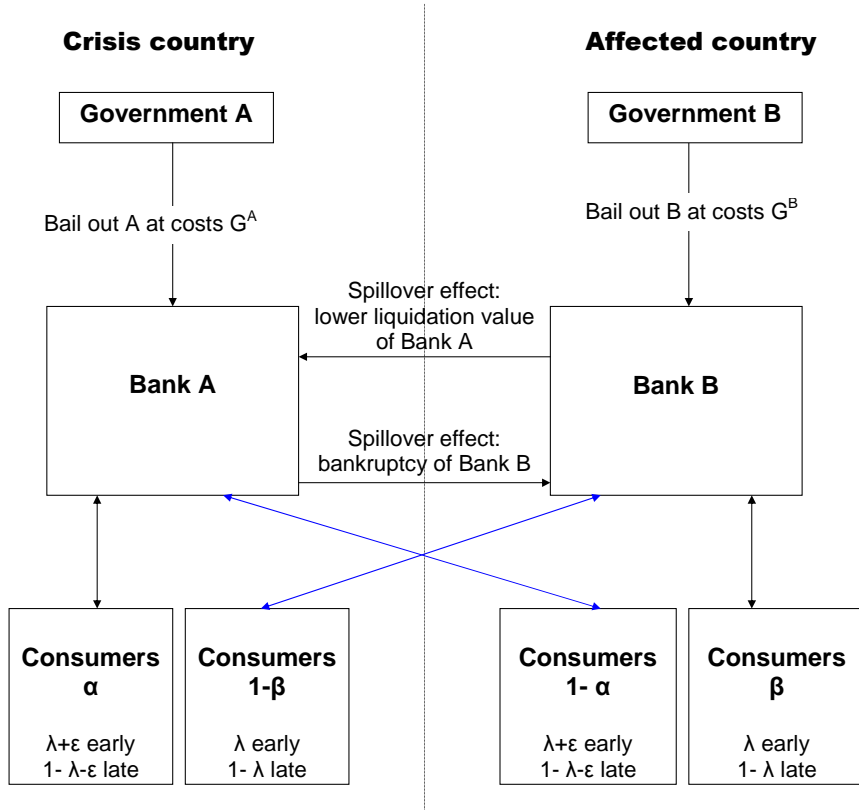 Crisis country
Affected country
Government A
Government B
Bail out A at costs G^A
Bail out B at costs G^B
Spillover effect:
lower liquidation value
of Bank A
Bank A
Bank B
Spillover effect:
bankruptcy of Bank B
Consumers
α
λ+ε early
1- λ-ε late
Consumers
1-β
λ early
1- λ late
Consumers
1- α
λ+ε early
1- λ-ε late
Consumers
β
λ early
1- λ late